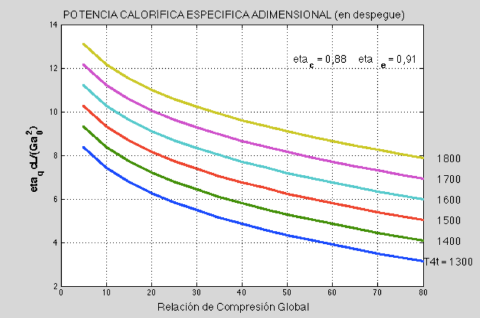 POTENCIA CALORÍFICA ESPECIFICA ADIMENSIONAL (en despegue)
eta_c = 0,88 eta_e = 0,91
14
12
10
8
6
4
2
eta_q cL/(Ga_0^2)
1800
1700
1600
1500
1400
T4t = 1300
0 10 20 30 40 50 60 70 80
Relación de Compresión Global